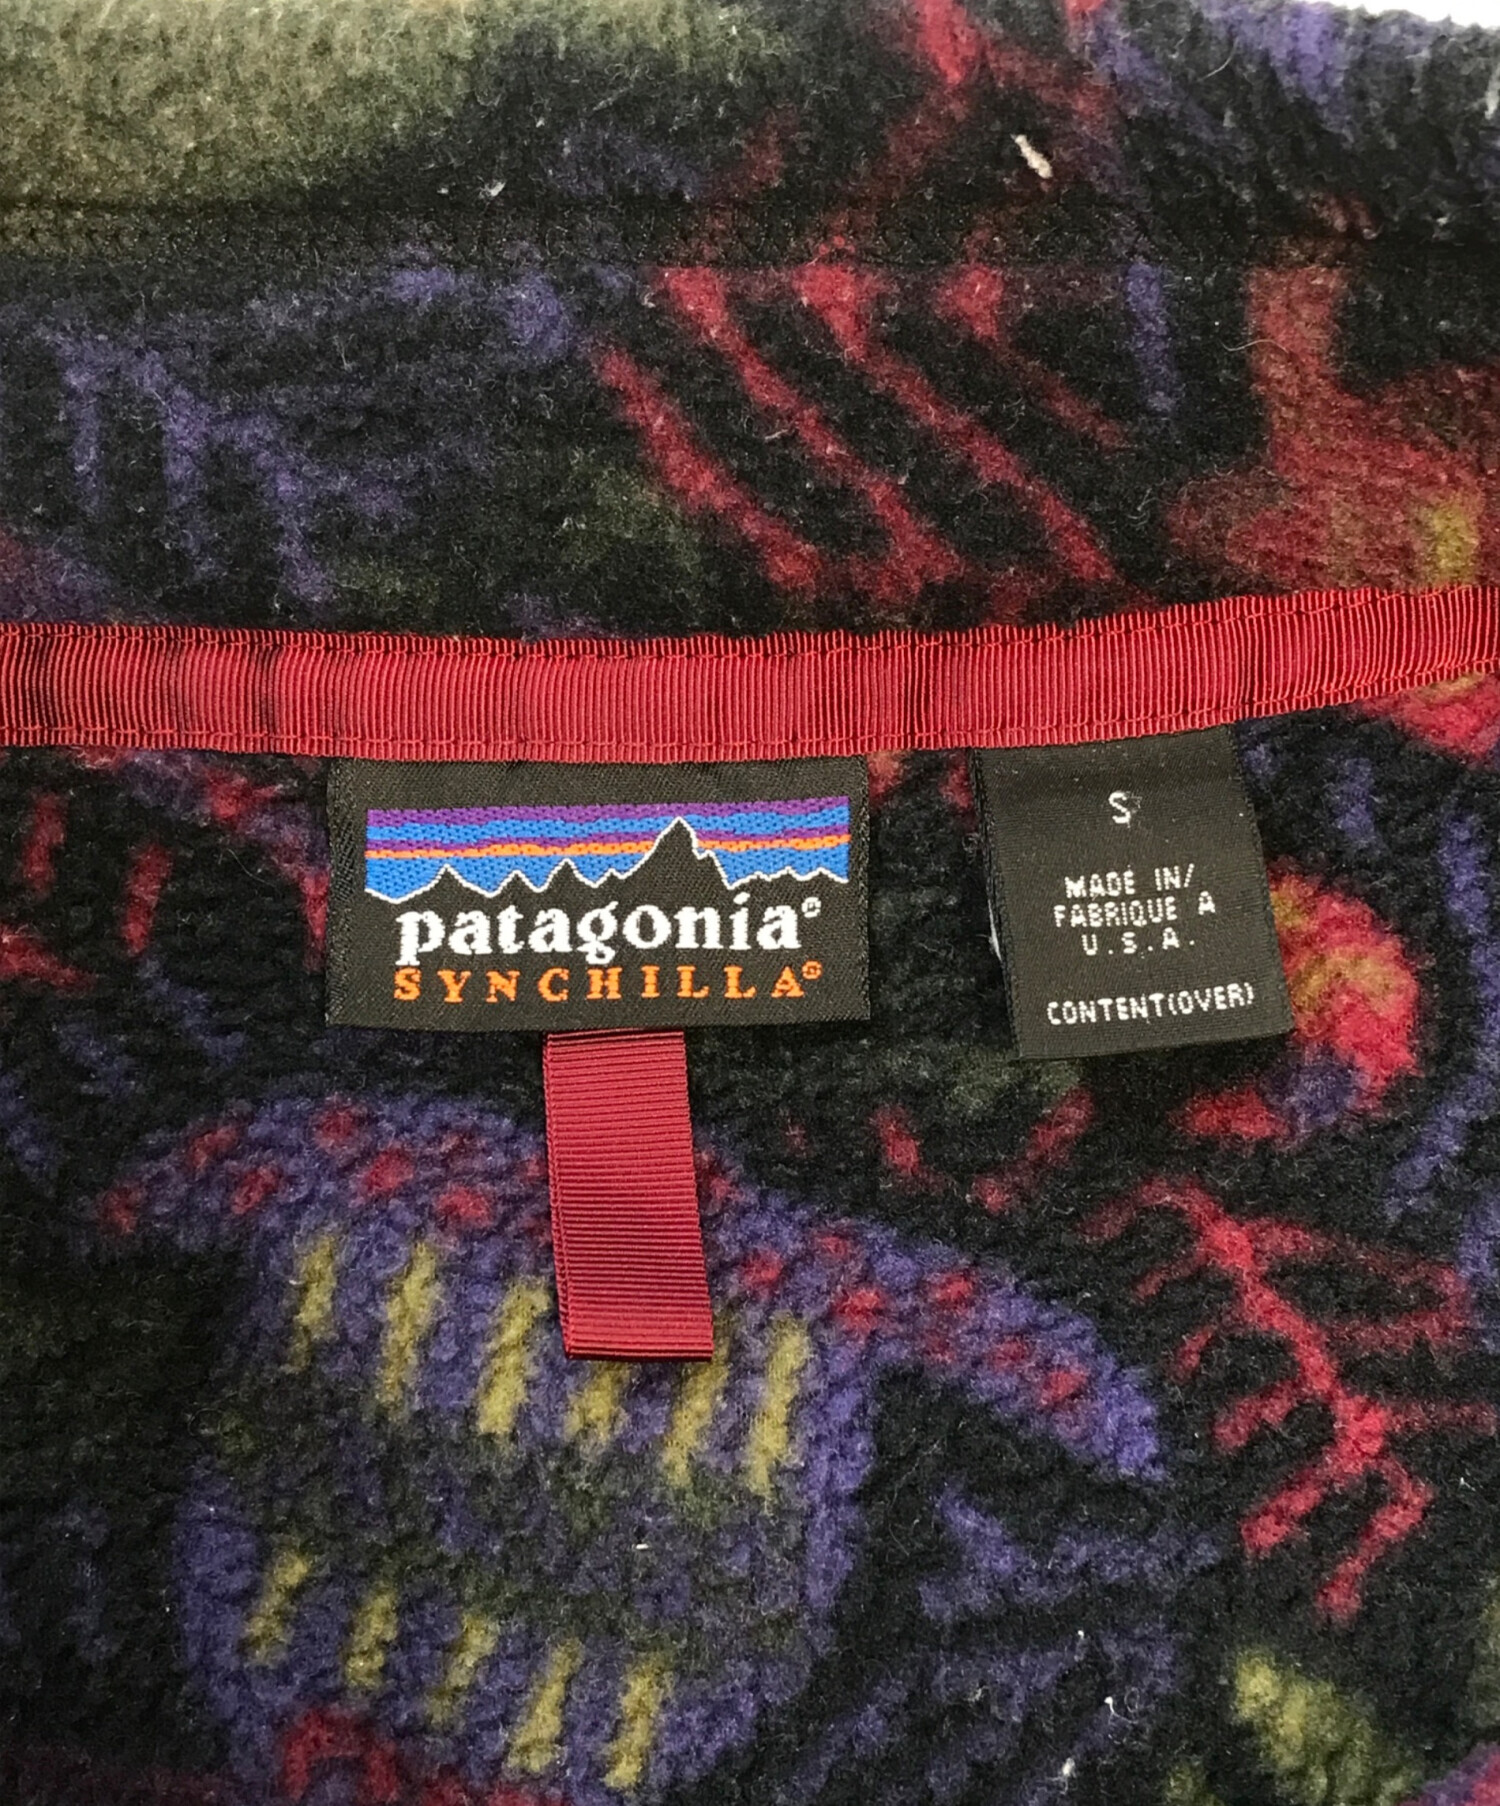 patagonia®
SYNCHILLA®
S
MADE IN/
FABRIQUE A
U.S.A.
CONTENT(OVER)